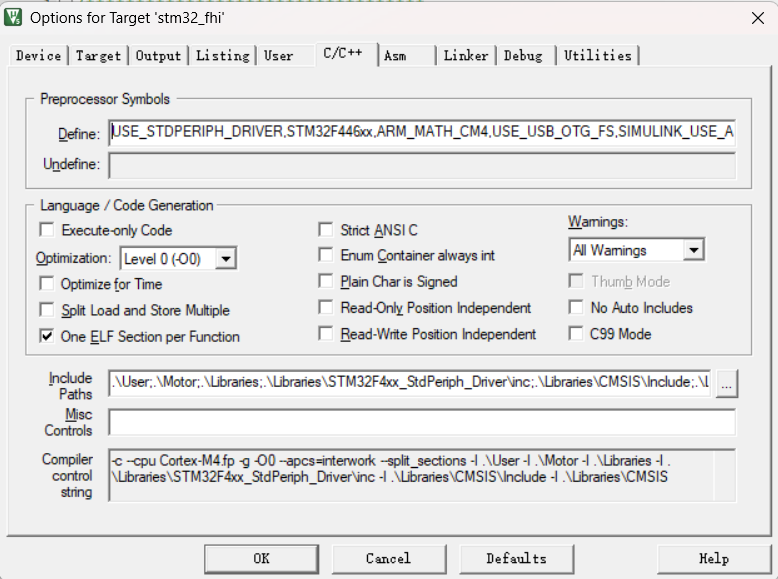 Options for Target 'stm32_fhi'
Device Target Output Listing User C/C++ Asm Linker Debug Utilities
Preprocessor Symbols
Define: USE_STDPERIPH_DRIVER,STM32F446xx,ARM_MATH_CM4,USE_USB_OTG_FS,SIMULINK_USE_A
Undefine:
Language / Code Generation
Execute-only Code
Strict ANSI C
Warnings:
Optimization: Level 0 (-O0)
Enum Container always int
All Warnings
Optimize for Time
Plain Char is Signed
Thumb Mode
Split Load and Store Multiple
Read-Only Position Independent
No Auto Includes
One ELF Section per Function
Read-Write Position Independent
C99 Mode
Include
Paths
.\User;.\Motor;.\Libraries;.\Libraries\STM32F4xx_StdPeriph_Driver\inc;.\Libraries\CMSIS\Include;.\L
...
Misc
Controls
Compiler
control
string
-c --cpu Cortex-M4.fp -g -O0 --apcs=interwork --split_sections -I .\User -I .\Motor -I .\Libraries -I .
\Libraries\STM32F4xx_StdPeriph_Driver\inc -I .\Libraries\CMSIS\Include -I .\Libraries\CMSIS
OK Cancel Defaults Help